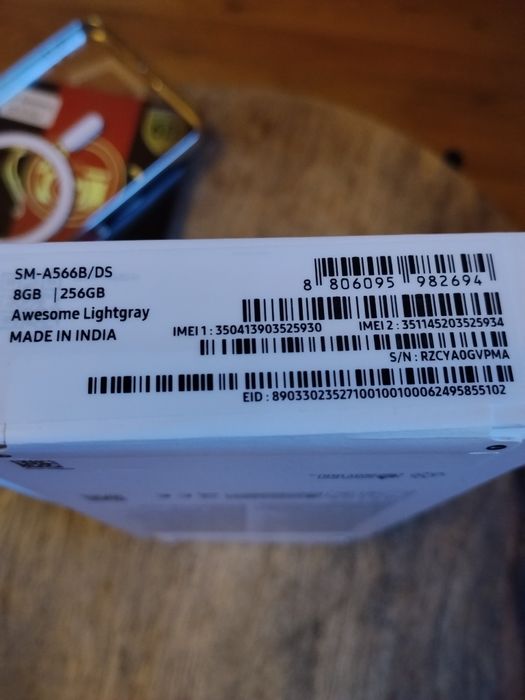 SM-A566B/DS
8GB | 256GB
Awesome Lightgray
MADE IN INDIA
8 806095 982694
IMEI 1 : 350413903525930 IMEI 2 : 351145203525934
S/N : RZCYA0GVPMA
EID : 89033023527100100100062495855102